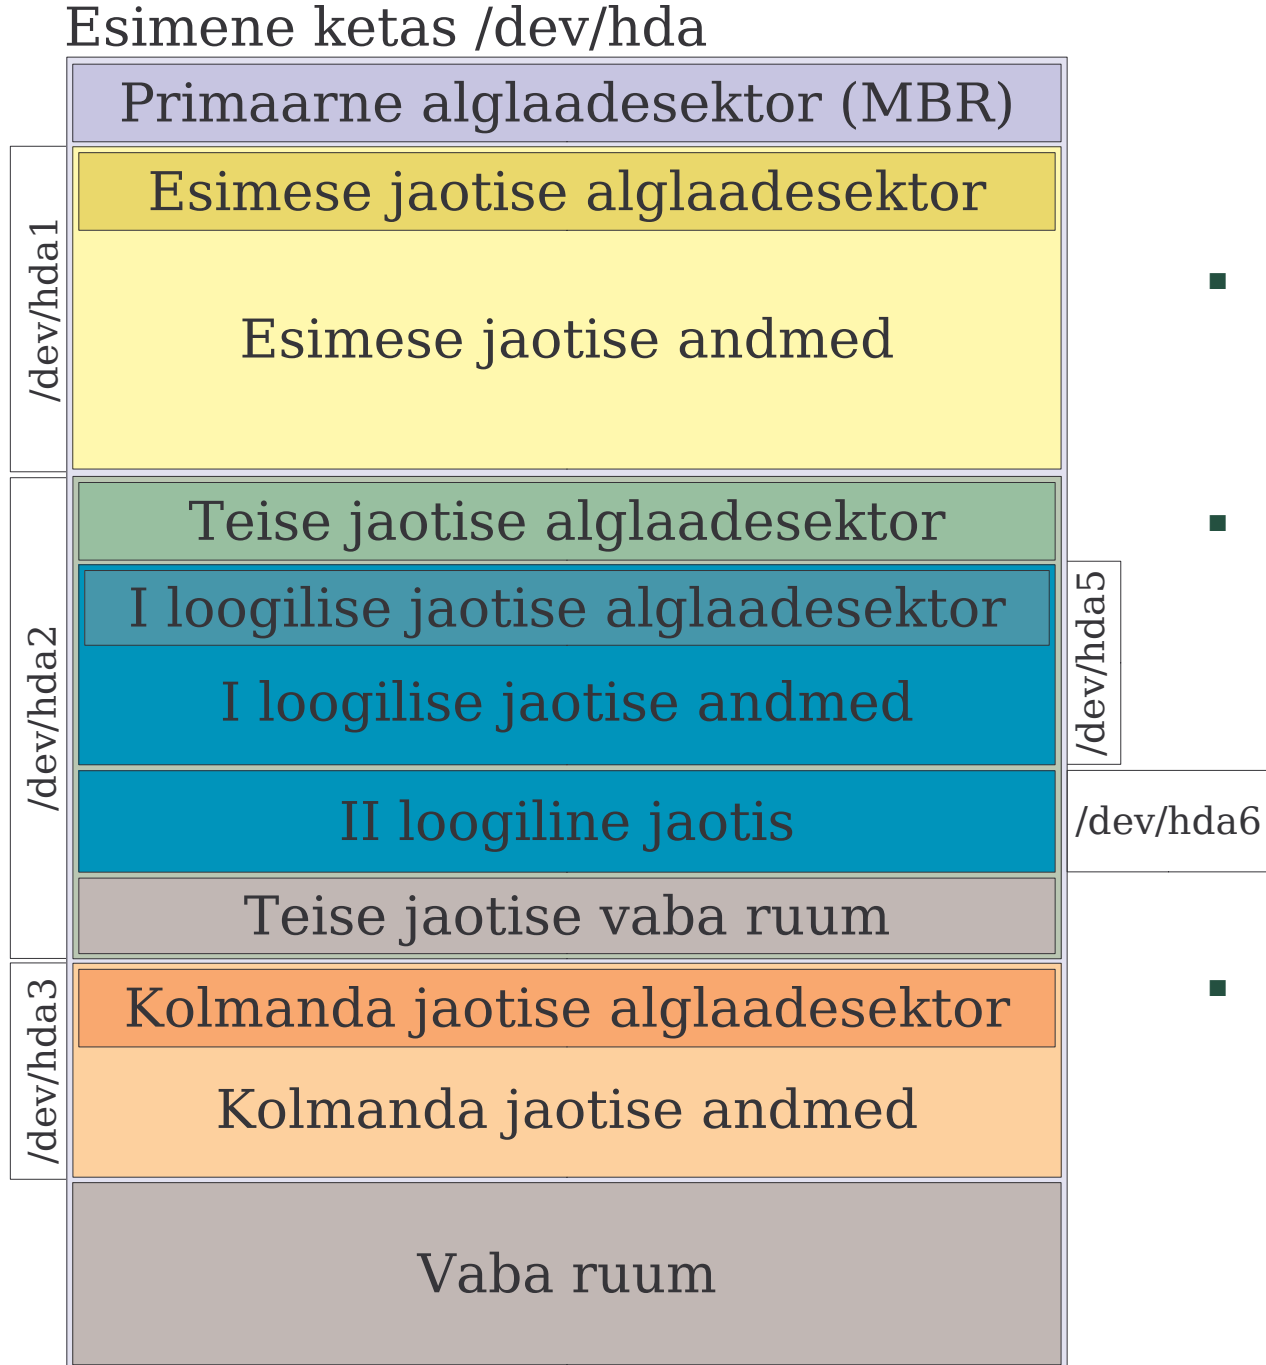 Esimene ketas /dev/hda
Primaarne alglaadesektor (MBR)
/dev/hda1
Esimese jaotise alglaadesektor
Esimese jaotise andmed
/dev/hda2
Teise jaotise alglaadesektor
I loogilise jaotise alglaadesektor
I loogilise jaotise andmed
/dev/hda5
II loogiline jaotis
/dev/hda6
Teise jaotise vaba ruum
/dev/hda3
Kolmanda jaotise alglaadesektor
Kolmanda jaotise andmed
Vaba ruum